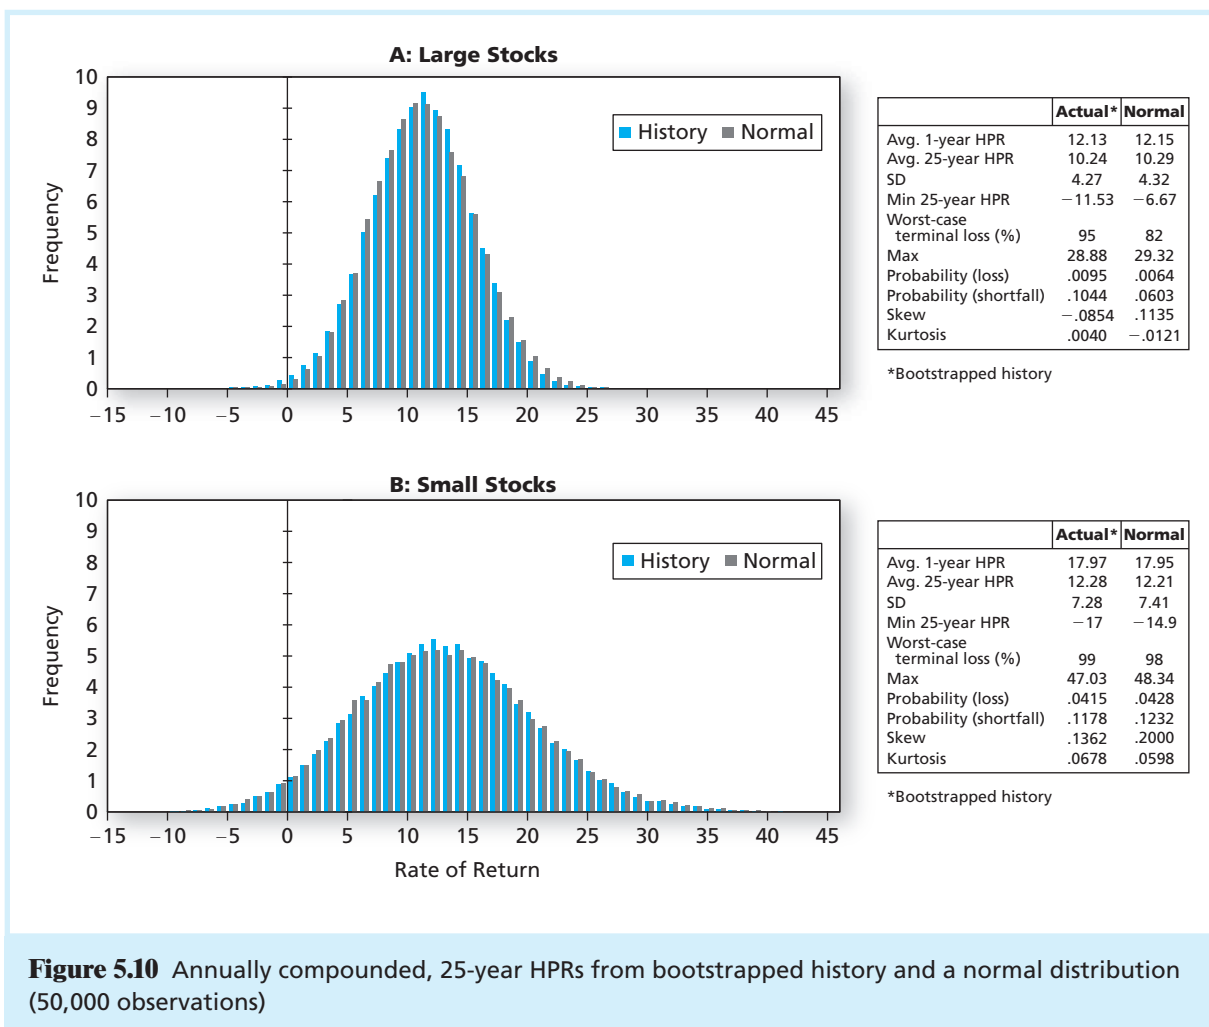 A: Large Stocks
10
9
8
7
6
5
4
3
2
1
0
Frequency
History Normal
−15 −10 −5 0 5 10 15 20 25 30 35 40 45
Actual* Normal
Avg. 1-year HPR 12.13 12.15
Avg. 25-year HPR 10.24 10.29
SD 4.27 4.32
Min 25-year HPR −11.53 −6.67
Worst-case
terminal loss (%) 95 82
Max 28.88 29.32
Probability (loss) .0095 .0064
Probability (shortfall) .1044 .0603
Skew −.0854 .1135
Kurtosis .0040 −.0121
*Bootstrapped history
B: Small Stocks
10
9
8
7
6
5
4
3
2
1
0
Frequency
History Normal
−15 −10 −5 0 5 10 15 20 25 30 35 40 45
Rate of Return
Actual* Normal
Avg. 1-year HPR 17.97 17.95
Avg. 25-year HPR 12.28 12.21
SD 7.28 7.41
Min 25-year HPR −17 −14.9
Worst-case
terminal loss (%) 99 98
Max 47.03 48.34
Probability (loss) .0415 .0428
Probability (shortfall) .1178 .1232
Skew .1362 .2000
Kurtosis .0678 .0598
*Bootstrapped history
Figure 5.10 Annually compounded, 25-year HPRs from bootstrapped history and a normal distribution
(50,000 observations)